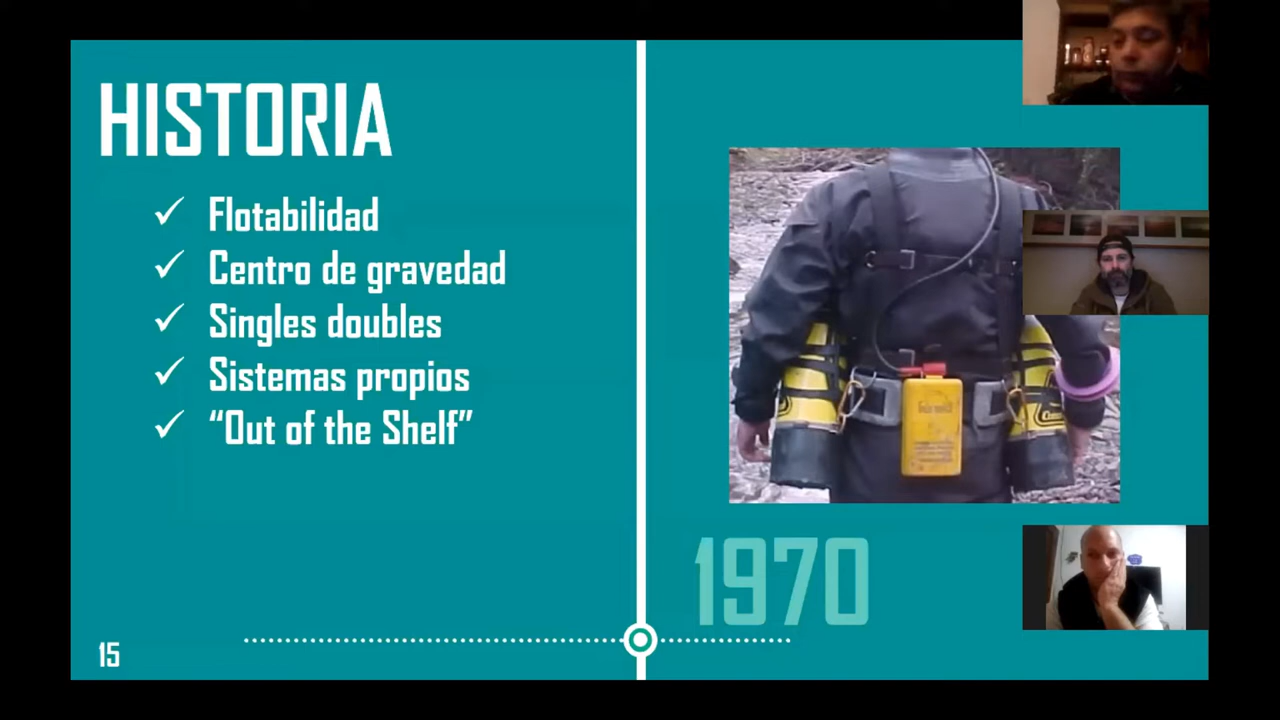 HISTORIA
✓ Flotabilidad
✓ Centro de gravedad
✓ Singles doubles
✓ Sistemas propios
✓ “Out of the Shelf”
1970
15